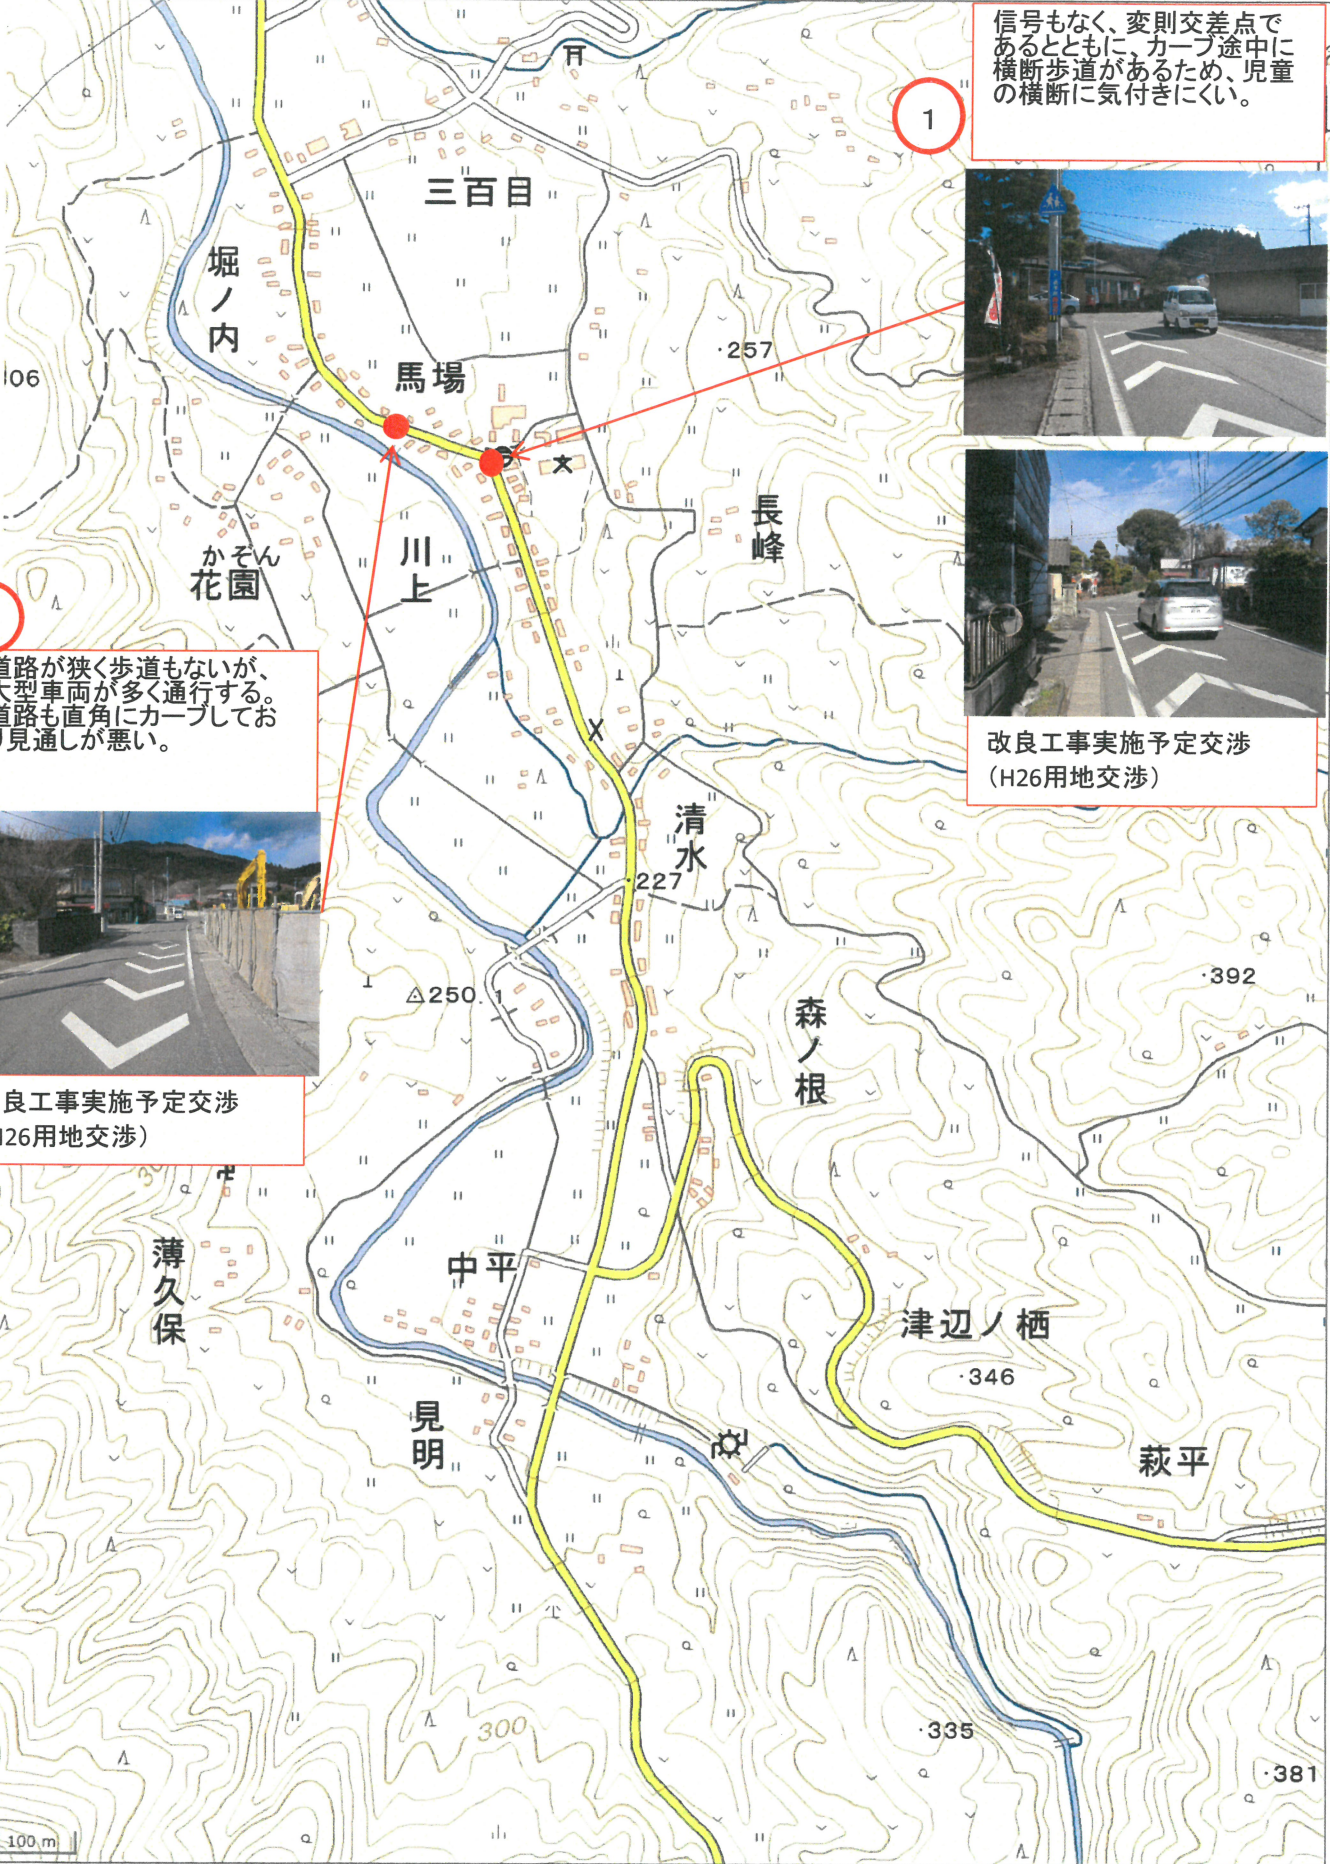 信号もなく、変則交差点で
あるとともに、カーブ途中に
横断歩道があるため、児童
の横断に気付きにくい。
1
三百目
堀ノ内
馬場
・257
長峰
かぞん
花園
川上
道路が狭く歩道もないが、
大型車両が多く通行する。
道路も直角にカーブしてお
り見通しが悪い。
改良工事実施予定交渉
（H26用地交渉）
清水
・227
250.1
・392
森ノ根
良工事実施予定交渉
26用地交渉）
薄久保
中平
津辺ノ栖
・346
見明
萩平
300
・335
・381
100 m